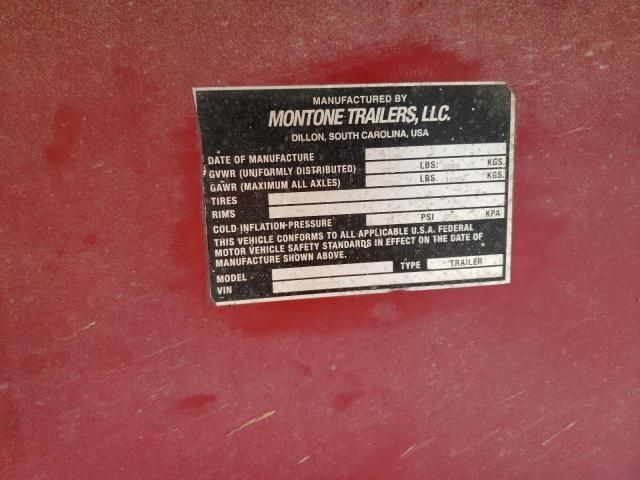 MANUFACTURED BY
MONTONE TRAILERS, LLC.
DILLON, SOUTH CAROLINA, USA
DATE OF MANUFACTURE
GVWR (UNIFORMLY DISTRIBUTED) LBS. KGS.
GAWR (MAXIMUM ALL AXLES) LBS. KGS.
TIRES
RIMS
COLD INFLATION-PRESSURE PSI KPA
THIS VEHICLE CONFORMS TO ALL APPLICABLE U.S.A. FEDERAL
MOTOR VEHICLE SAFETY STANDARDS IN EFFECT ON THE DATE OF
MANUFACTURE SHOWN ABOVE.
MODEL TYPE TRAILER
VIN